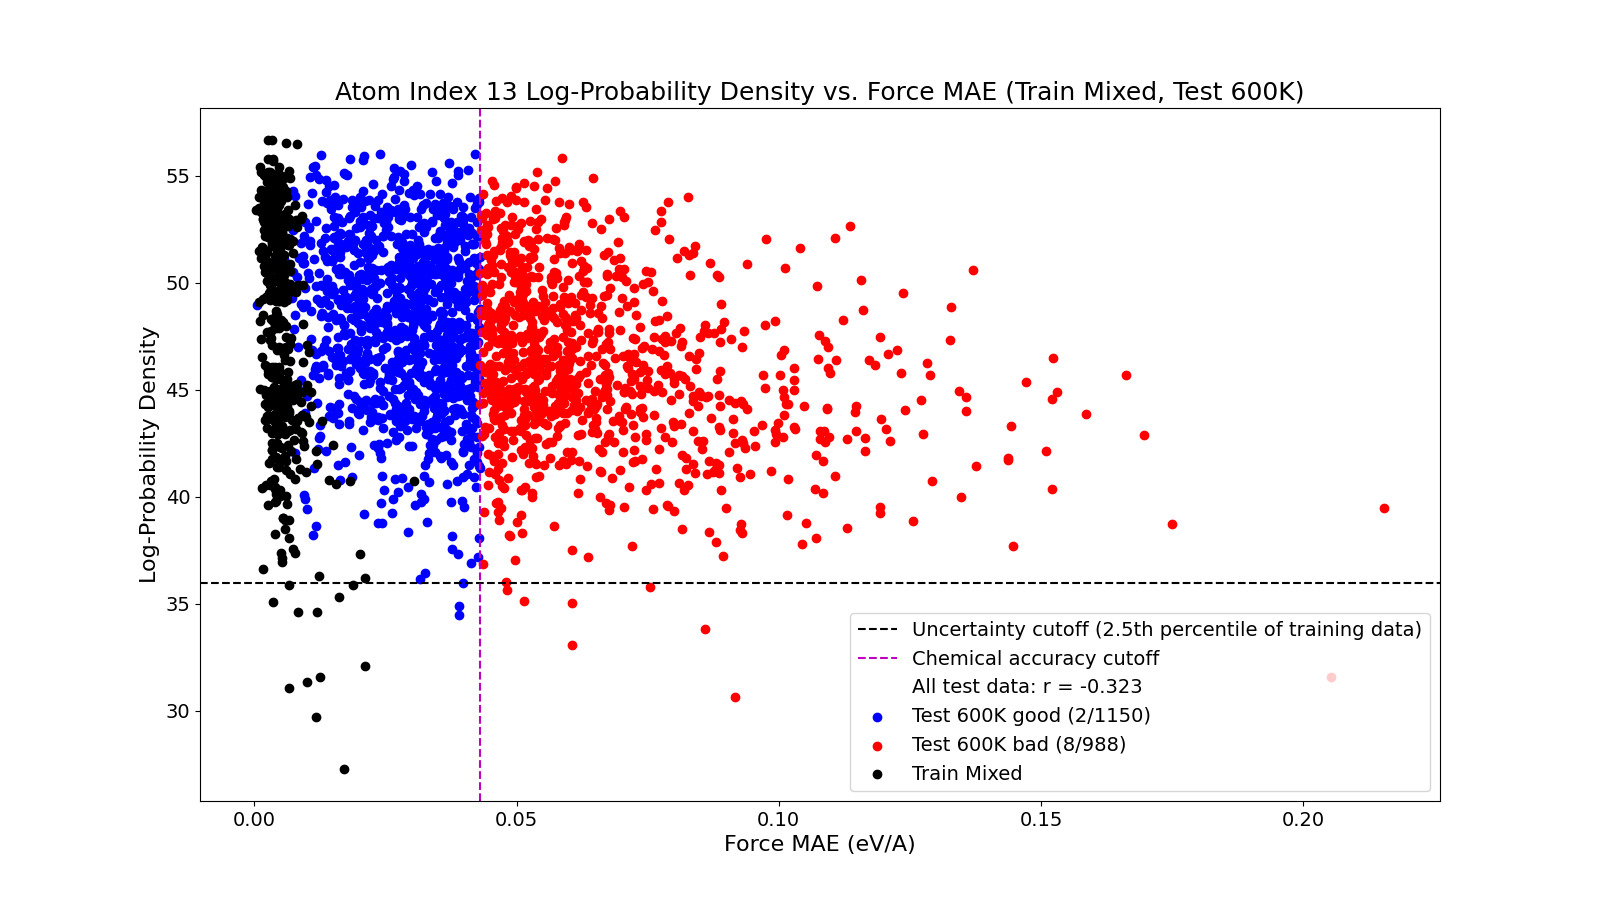 Atom Index 13 Log-Probability Density vs. Force MAE (Train Mixed, Test 600K)
Log-Probability Density
55
50
45
40
35
30
Uncertainty cutoff (2.5th percentile of training data)
Chemical accuracy cutoff
All test data: r = -0.323
Test 600K good (2/1150)
Test 600K bad (8/988)
Train Mixed
0.00 0.05 0.10 0.15 0.20
Force MAE (eV/A)